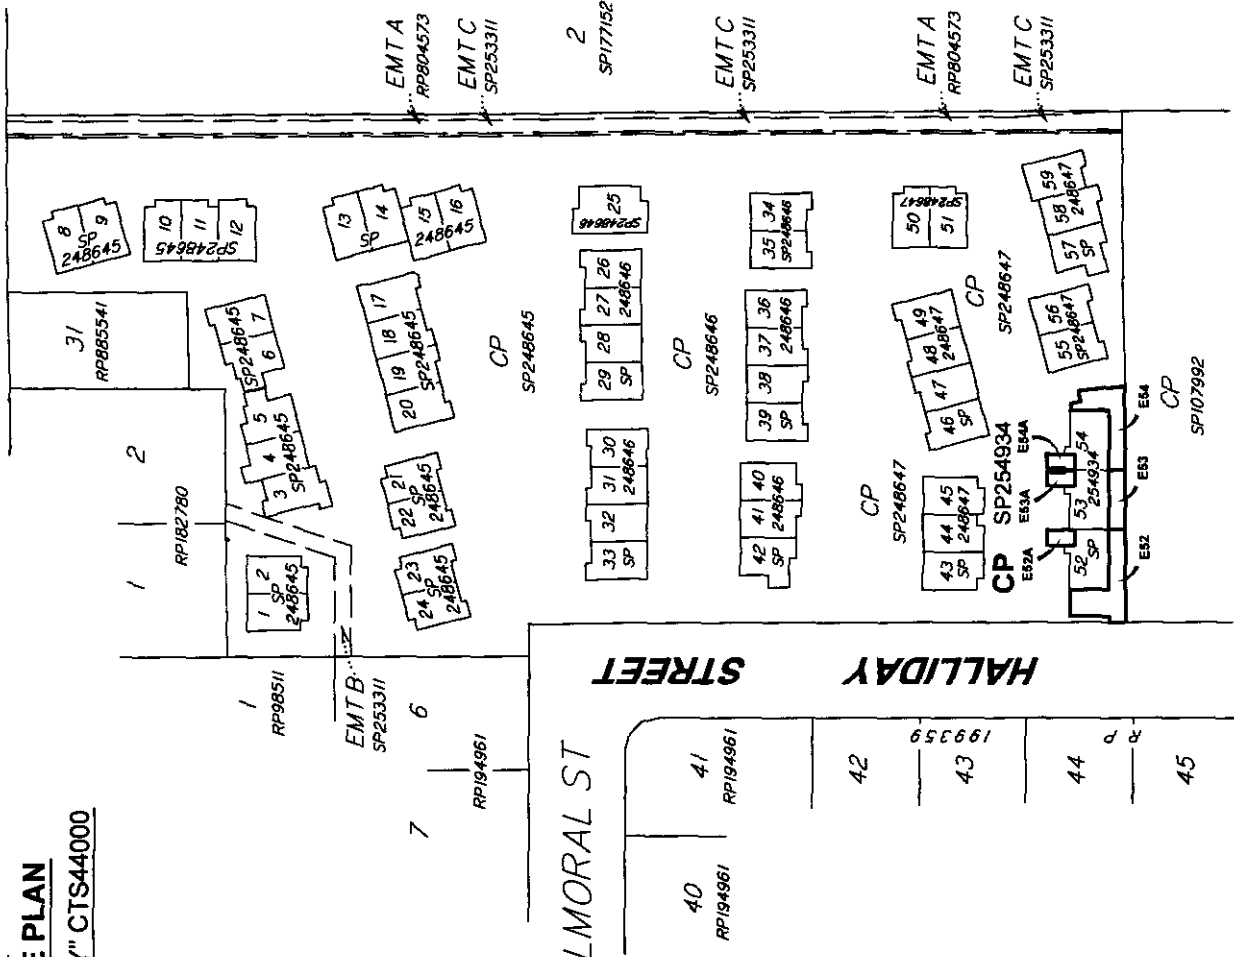 E PLAN
Y" CTS44000
EMT A
RP804573
EMT C
SP253311
2
SP177152
EMT C
SP253311
EMT A
RP804573
EMT C
SP253311
8
9
SP
248645
10
11
12
SP248645
13
14
SP
15
16
248645
25
SP248646
34
35
SP248646
50
51
SP248647
59
58
57
248647
SP
31
RP885541
7
6
SP248645
5
4
3
SP248645
17
18
19
20
SP248645
CP
SP248645
26
27
28
29
248646
SP
CP
SP248646
36
37
38
39
248646
SP
49
48
47
46
248647
SP
CP
SP248647
56
55
SP248647
2
1
RP182780
1
2
SP
248645
21
22
SP
248645
23
24
SP
248645
30
31
32
33
248646
SP
40
41
42
248646
SP
CP
SP248647
45
44
43
248647
SP
CP SP254934
E52A
E53A
E54A
54
53
52
254934
SP
E52
E53
E54
CP
SP107992
1
RP98511
EMT B
SP253311
6
7
RP194961
HALLIDAY STREET
LMORAL ST
41
RP194961
40
RP194961
42
43
44
45
RP
199359